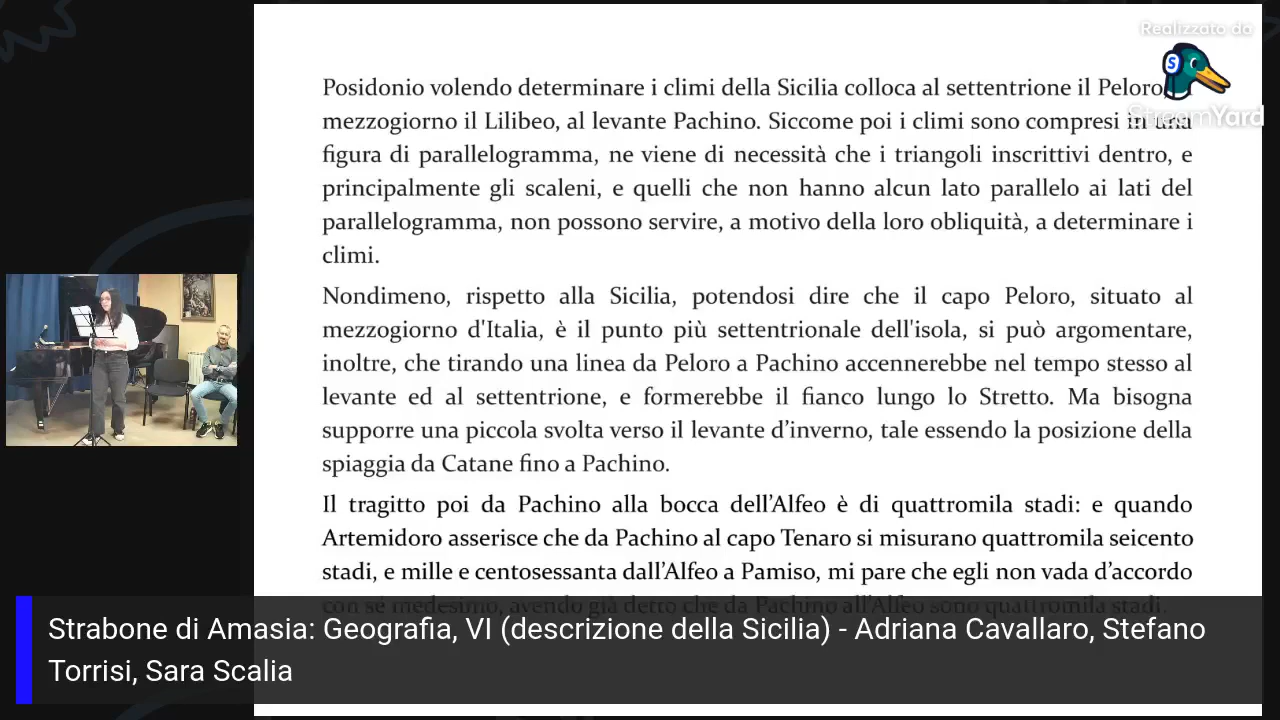 Realizzato da
StreamYard
Posidonio volendo determinare i climi della Sicilia colloca al settentrione il Peloro,
mezzogiorno il Lilibeo, al levante Pachino. Siccome poi i climi sono compresi in una
figura di parallelogramma, ne viene di necessità che i triangoli inscrittivi dentro, e
principalmente gli scaleni, e quelli che non hanno alcun lato parallelo ai lati del
parallelogramma, non possono servire, a motivo della loro obliquità, a determinare i
climi.
Nondimeno, rispetto alla Sicilia, potendosi dire che il capo Peloro, situato al
mezzogiorno d'Italia, è il punto più settentrionale dell'isola, si può argomentare,
inoltre, che tirando una linea da Peloro a Pachino accennerebbe nel tempo stesso al
levante ed al settentrione, e formerebbe il fianco lungo lo Stretto. Ma bisogna
supporre una piccola svolta verso il levante d’inverno, tale essendo la posizione della
spiaggia da Catane fino a Pachino.
Il tragitto poi da Pachino alla bocca dell’Alfeo è di quattromila stadi: e quando
Artemidoro asserisce che da Pachino al capo Tenaro si misurano quattromila seicento
stadi, e mille e centosessanta dall’Alfeo a Pamiso, mi pare che egli non vada d’accordo
con sé medesimo, avendo già detto che da Pachino all’Alfeo sono quattromila stadi.
Strabone di Amasia: Geografia, VI (descrizione della Sicilia) - Adriana Cavallaro, Stefano
Torrisi, Sara Scalia